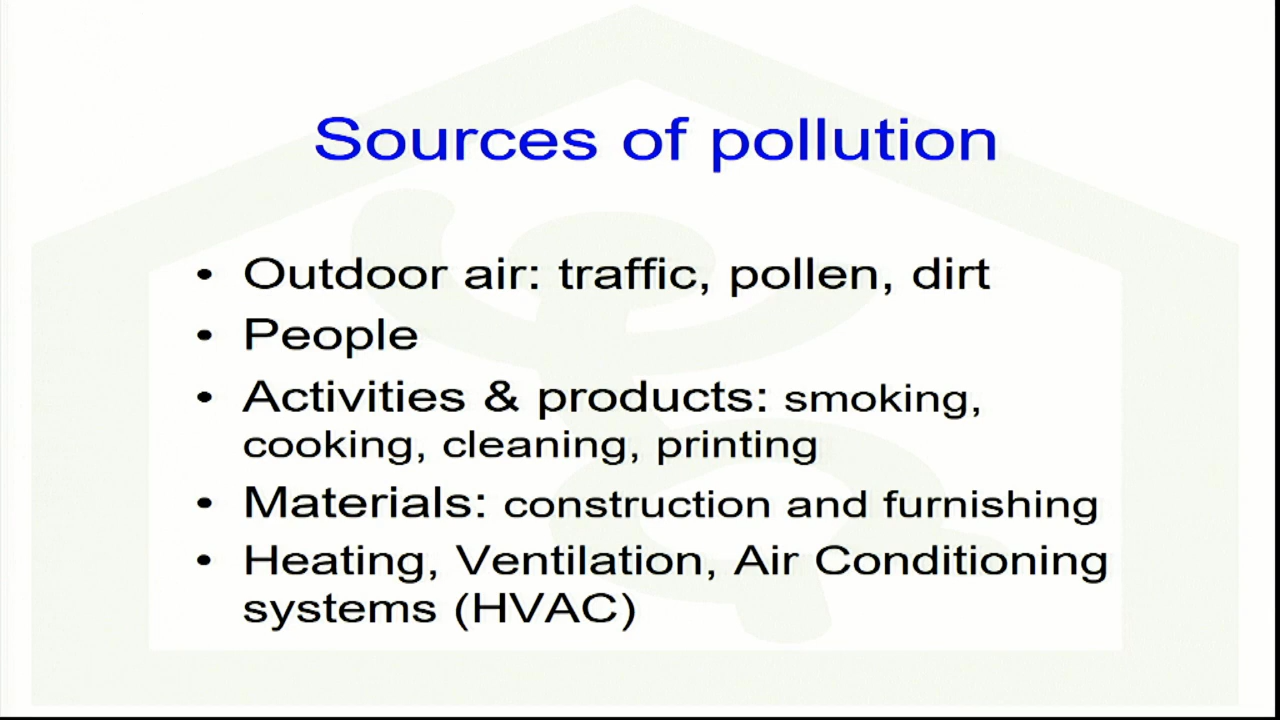 Sources of pollution
• Outdoor air: traffic, pollen, dirt
• People
• Activities & products: smoking,
cooking, cleaning, printing
• Materials: construction and furnishing
• Heating, Ventilation, Air Conditioning
systems (HVAC)